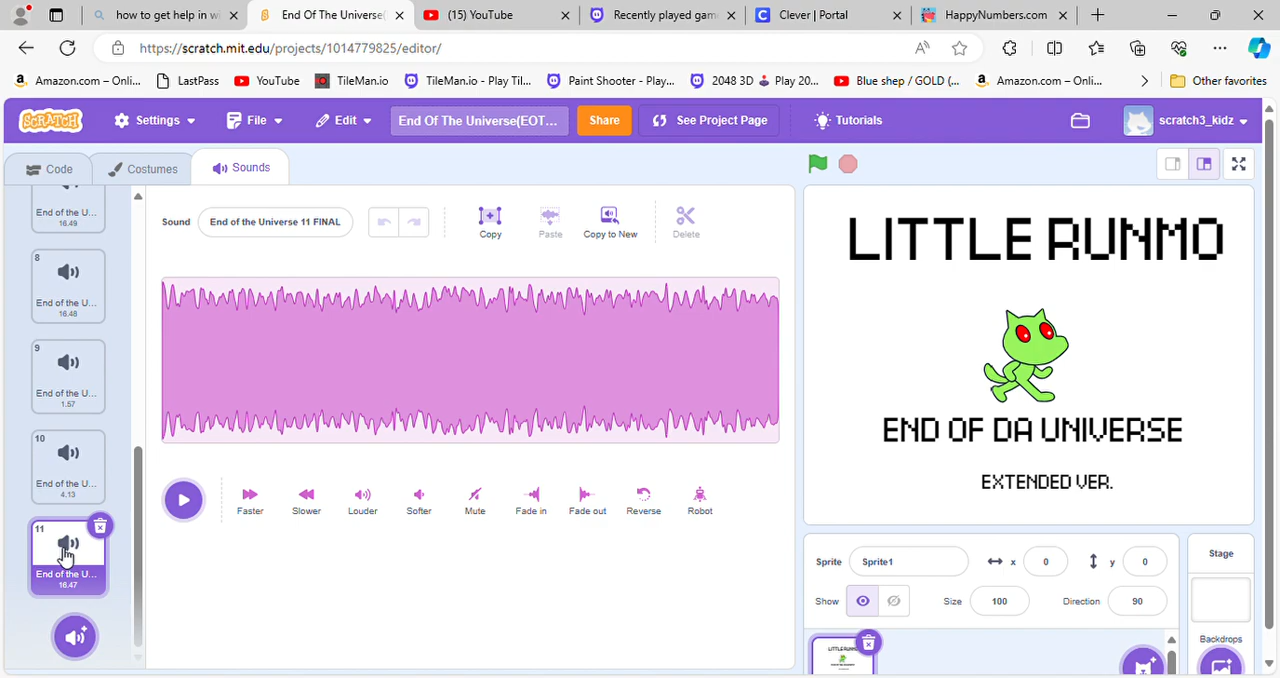 how to get help in wi
End Of The Universe(
(15) YouTube
Recently played gam
Clever | Portal
HappyNumbers.com
https://scratch.mit.edu/projects/1014779825/editor/
Amazon.com – Onli...
LastPass
YouTube
TileMan.io
TileMan.io - Play Til...
Paint Shooter - Play...
2048 3D 🕹 Play 20...
Blue shep / GOLD (...
Amazon.com – Onli...
Other favorites
SCRATCH
Settings
File
Edit
End Of The Universe(EOT...
Share
See Project Page
Tutorials
scratch3_kidz
Code
Costumes
Sounds
End of the U...
16.49
8
End of the U...
16.48
9
End of the U...
1.57
10
End of the U...
4.13
11
End of the U...
16.47
Sound
End of the Universe 11 FINAL
Copy
Paste
Copy to New
Delete
Faster
Slower
Louder
Softer
Mute
Fade in
Fade out
Reverse
Robot
LITTLE RUNMO
END OF DA UNIVERSE
EXTENDED VER.
Sprite
Sprite1
x
0
y
0
Show
Size
100
Direction
90
Stage
Backdrops
LITTLE RUNMO